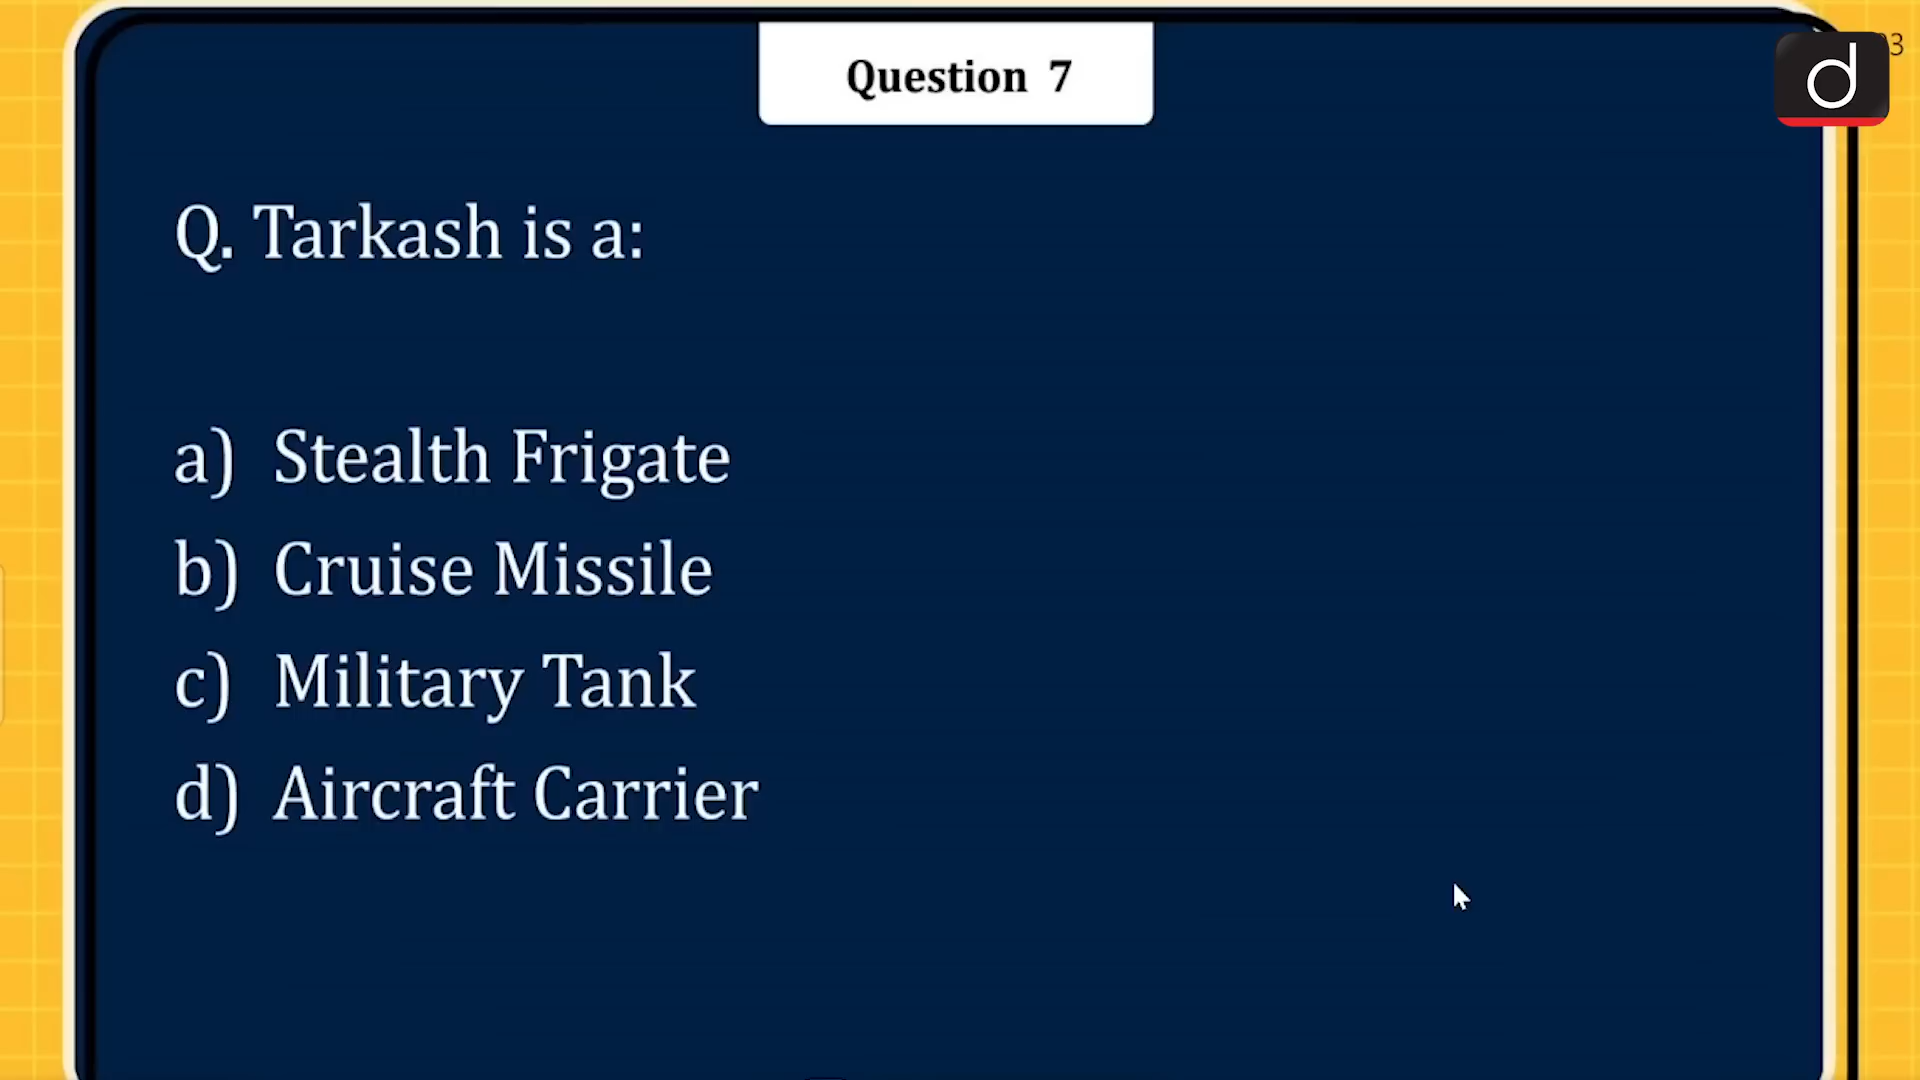 Question 7
Q. Tarkash is a:
a) Stealth Frigate
b) Cruise Missile
c) Military Tank
d) Aircraft Carrier
d